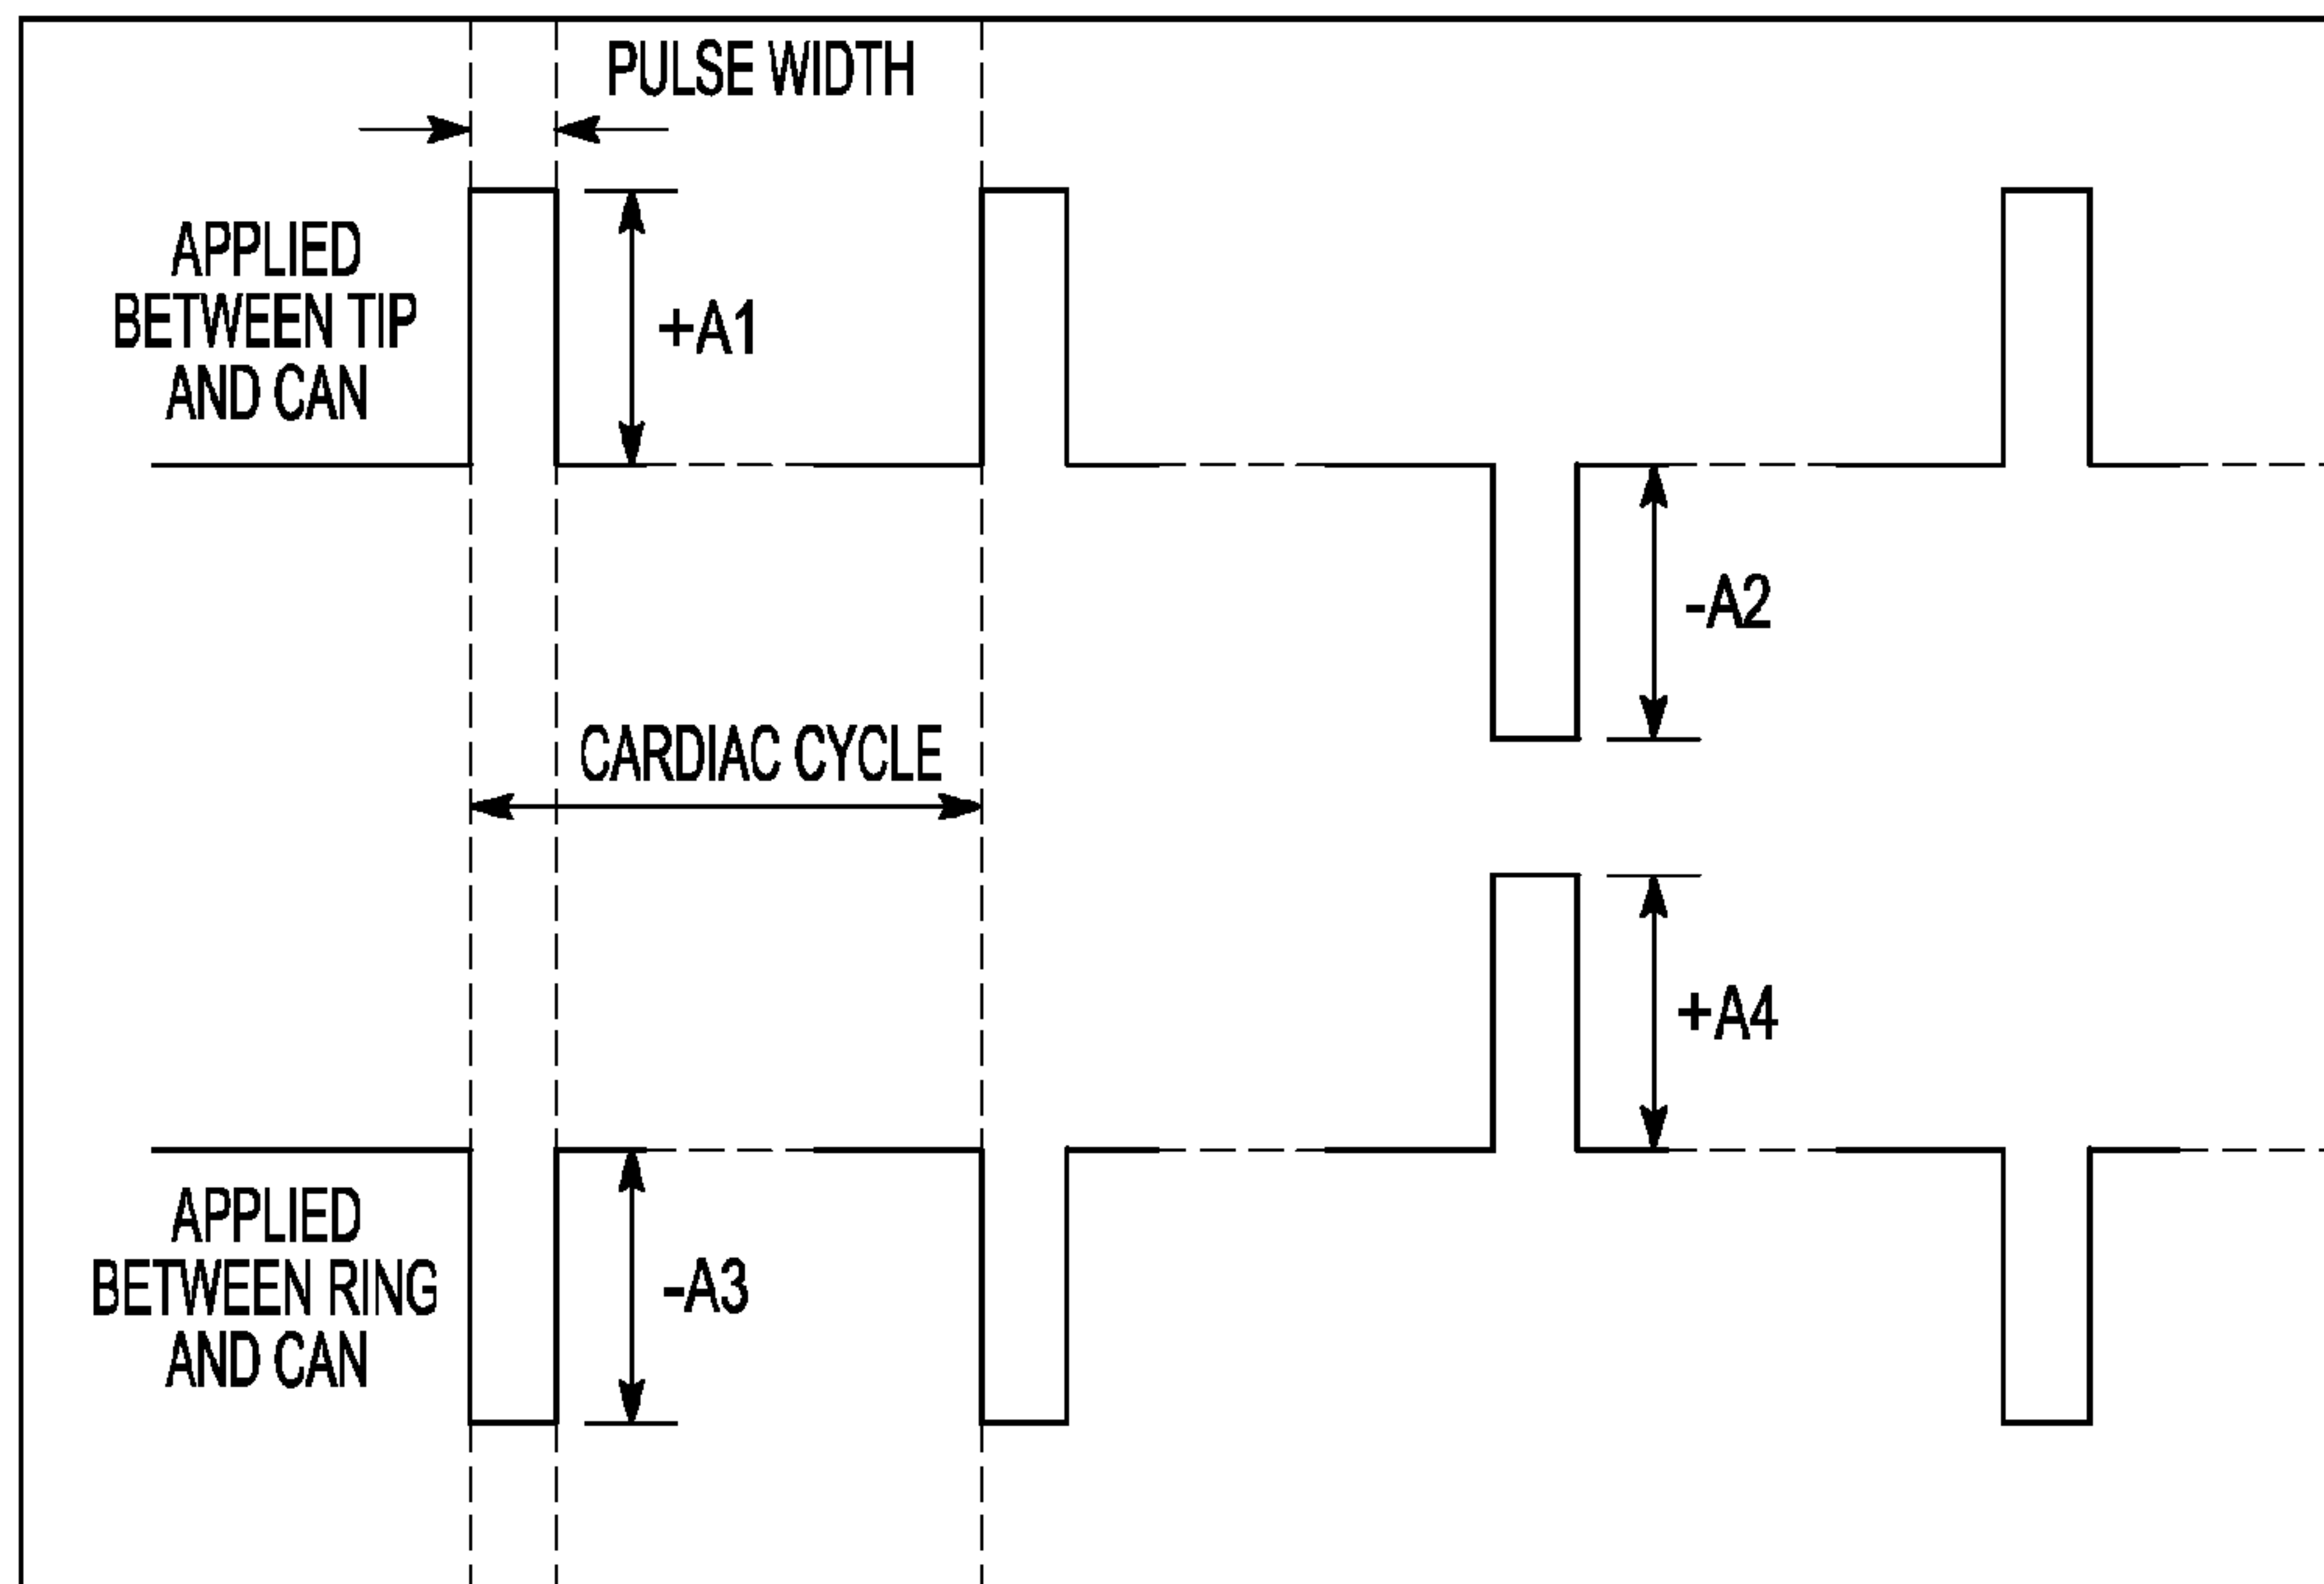 PULSE WIDTH
APPLIED
BETWEEN TIP
AND CAN
+A1
-A2
CARDIAC CYCLE
+A4
APPLIED
BETWEEN RING
AND CAN
-A3